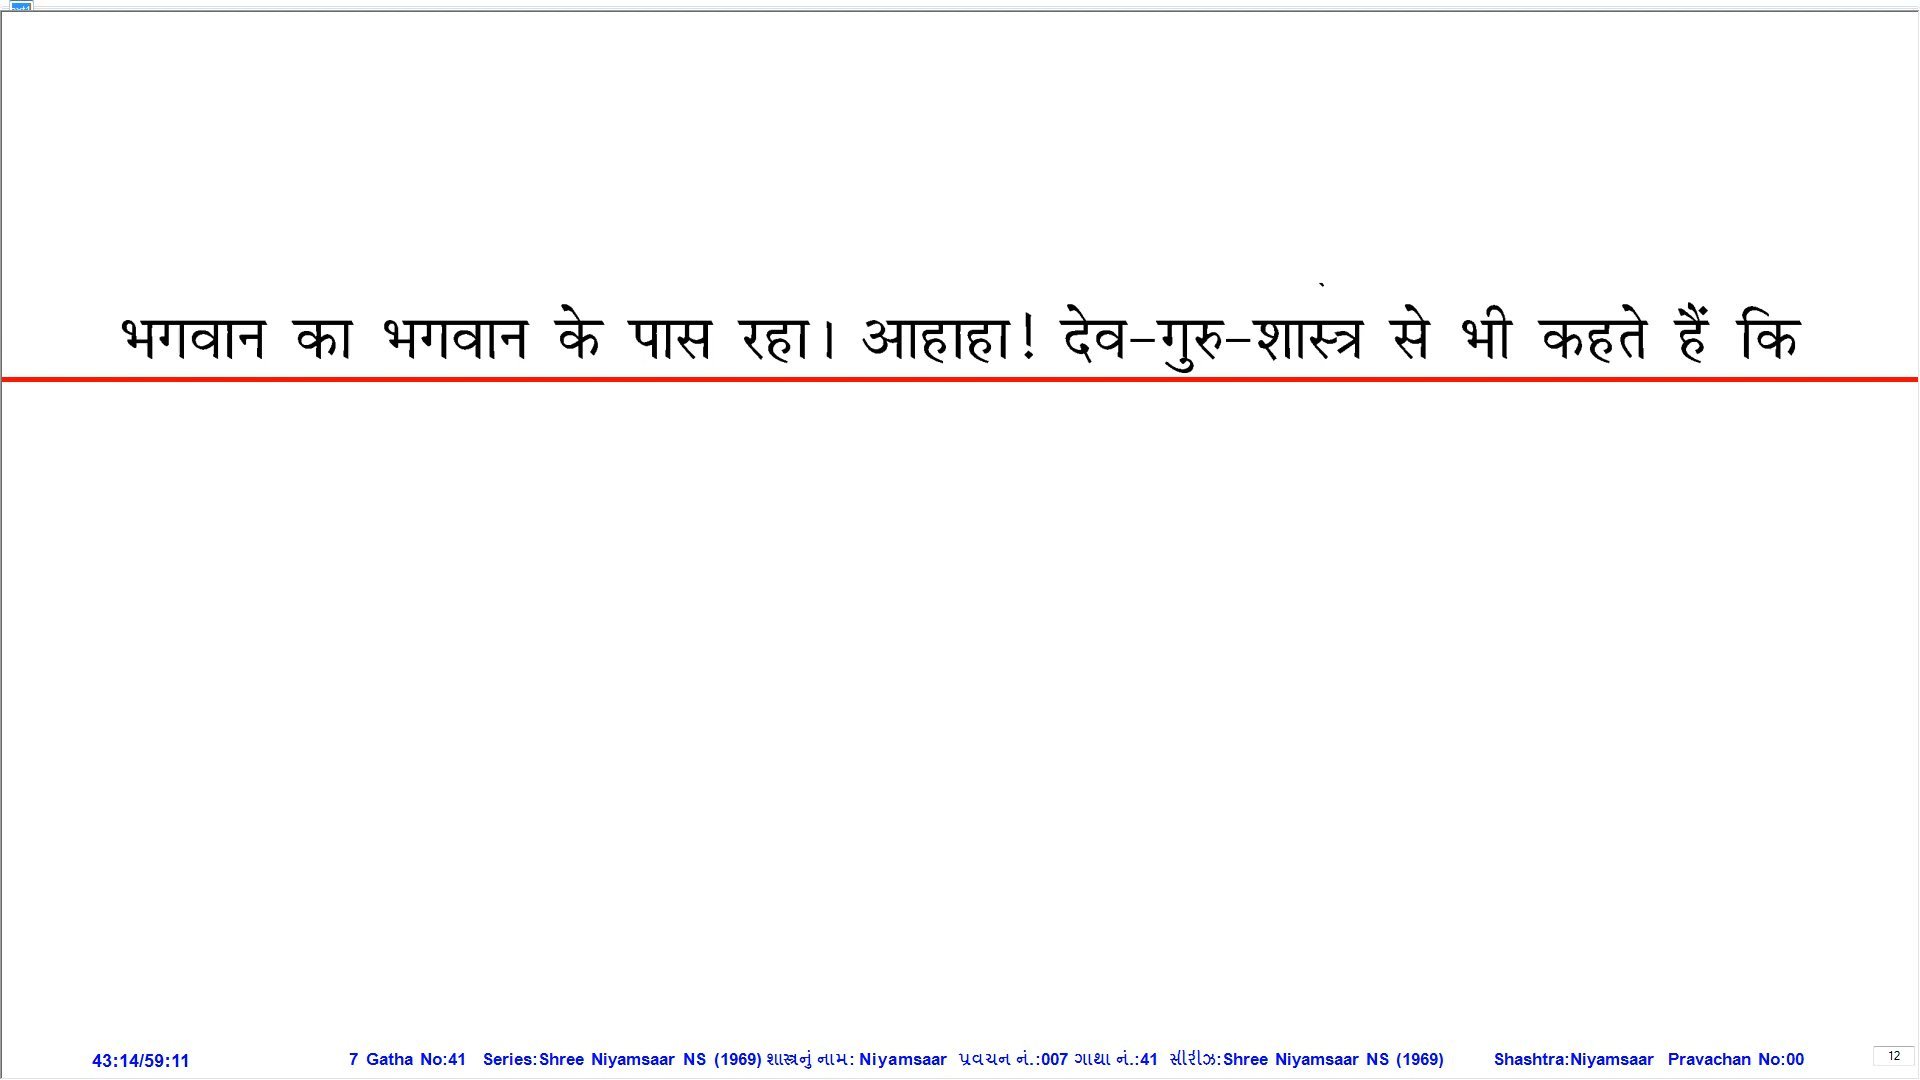 भगवान का भगवान के पास रहा। आहाहा! देव-गुरु-शास्त्र से भी कहते हैं कि
43:14/59:11 7 Gatha No:41 Series:Shree Niyamsaar NS (1969) શાસ્ત્રનું નામ: Niyamsaar પ્રવચન નં.:007 ગાથા નં.:41 સીરીઝ:Shree Niyamsaar NS (1969) Shashtra:Niyamsaar Pravachan No:00 12